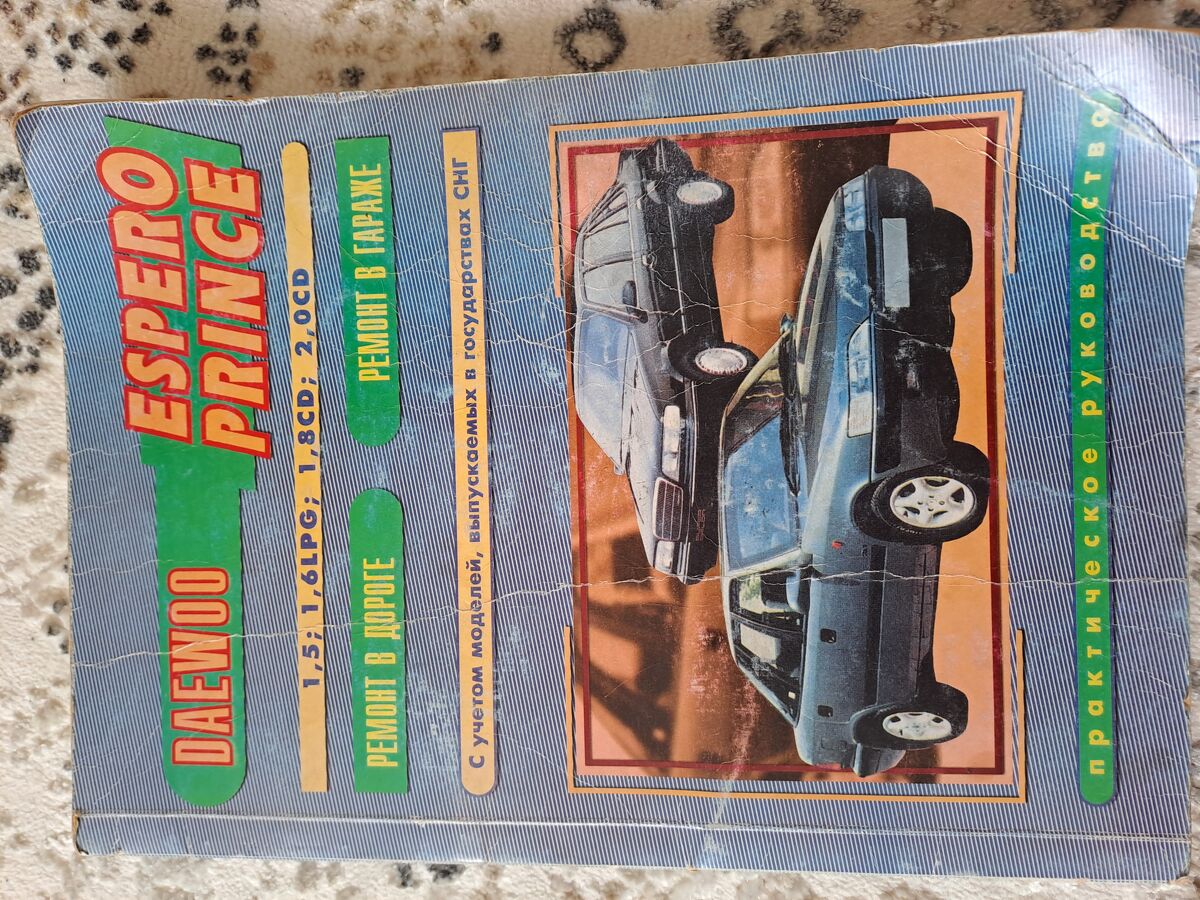 DAEWOO
ESPERO
PRINCE
1,5; 1,6LPG; 1,8CD; 2,0CD
РЕМОНТ В ДОРОГЕ
РЕМОНТ В ГАРАЖЕ
С учетом моделей, выпускаемых в государствах СНГ
практическое руководство